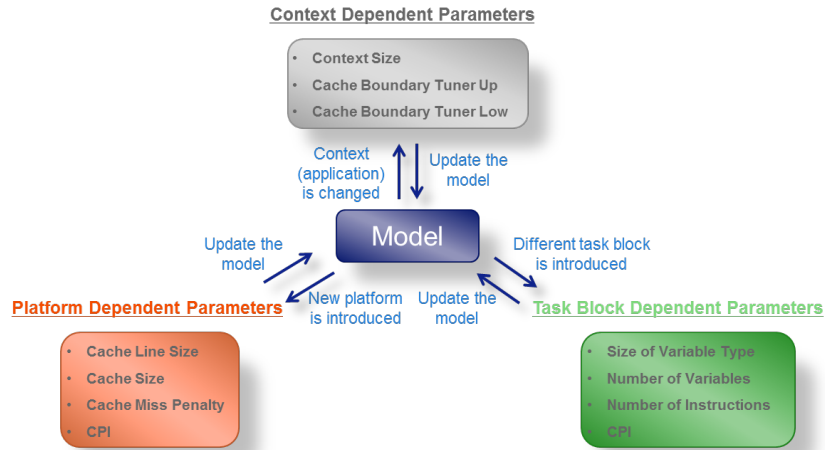 Context Dependent Parameters
• Context Size
• Cache Boundary Tuner Up
• Cache Boundary Tuner Low
Context
(application)
is changed
Update the
model
Model
Update the
model
Different task block
is introduced
New platform
is introduced
Update the
model
Platform Dependent Parameters
• Cache Line Size
• Cache Size
• Cache Miss Penalty
• CPI
Task Block Dependent Parameters
• Size of Variable Type
• Number of Variables
• Number of Instructions
• CPI